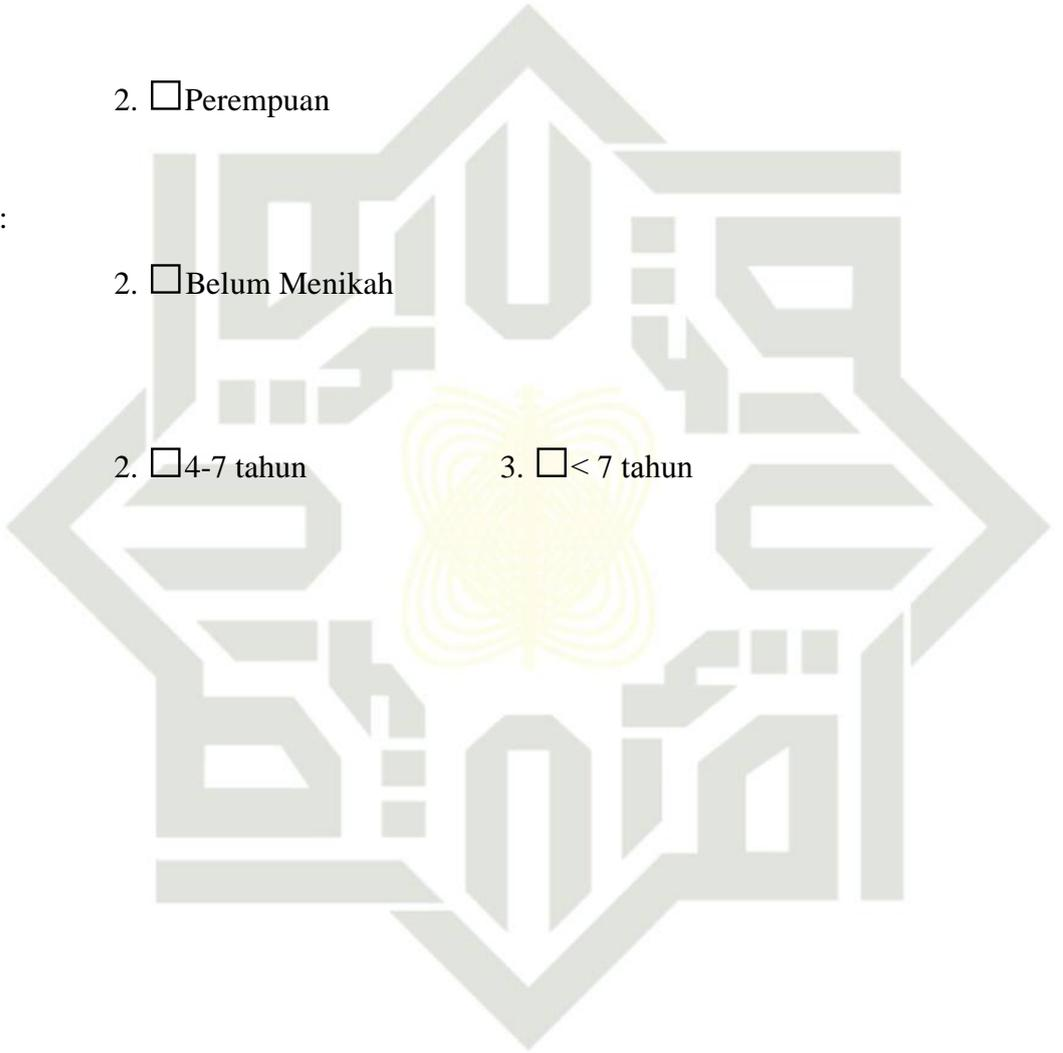 2. ☐Perempuan
:
2. ☐Belum Menikah
2. ☐4-7 tahun 3. ☐< 7 tahun